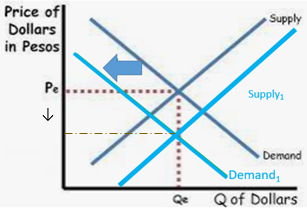 Price of
Dollars
in Pesos
Supply
Pe
Supply1
↓
Demand
Demand1
Qe
Q of Dollars